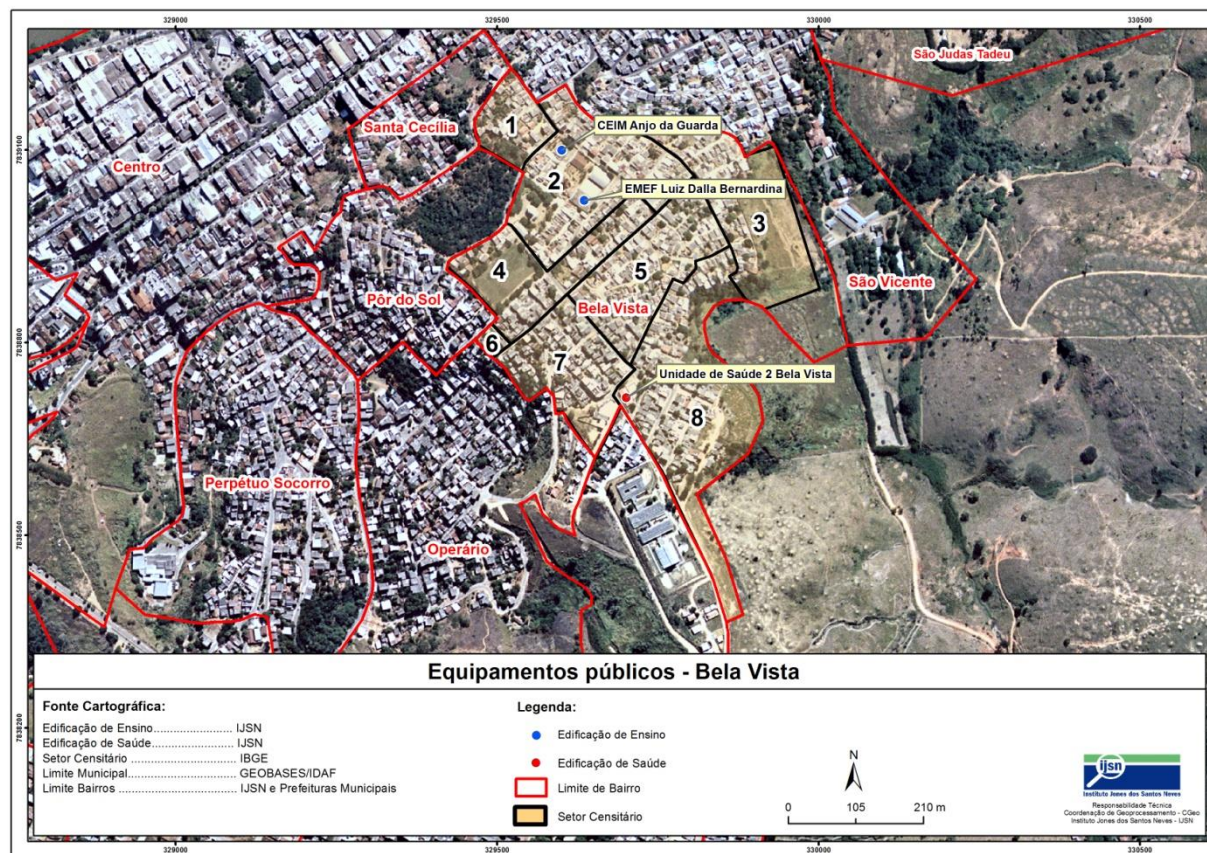 329000
329500
330000
330500
São Judas Tadeu
Santa Cecília
1
CEIM Anjo da Guarda
7839100
7839100
Centro
2
EMEF Luiz Dalla Bernardina
3
4
5
São Vicente
Pôr do Sol
Bela Vista
7838800
7838800
6
7
Unidade de Saúde 2 Bela Vista
8
Perpétuo Socorro
7838500
7838500
Operário
Equipamentos públicos - Bela Vista
Fonte Cartográfica:
Edificação de Ensino.......................... IJSN
Edificação de Saúde.......................... IJSN
Setor Censitário .......................... IBGE
Limite Municipal.......................... GEOBASES/IDAF
Limite Bairros .......................... IJSN e Prefeituras Municipais
Legenda:
Edificação de Ensino
Edificação de Saúde
Limite de Bairro
Setor Censitário
7838200
7838200
N
0 105 210 m
ijsn
Instituto Jones dos Santos Neves
Responsabilidade Técnica
Coordenação de Geoprocessamento - CGeo
Instituto Jones dos Santos Neves - IJSN
329000
329500
330000
330500